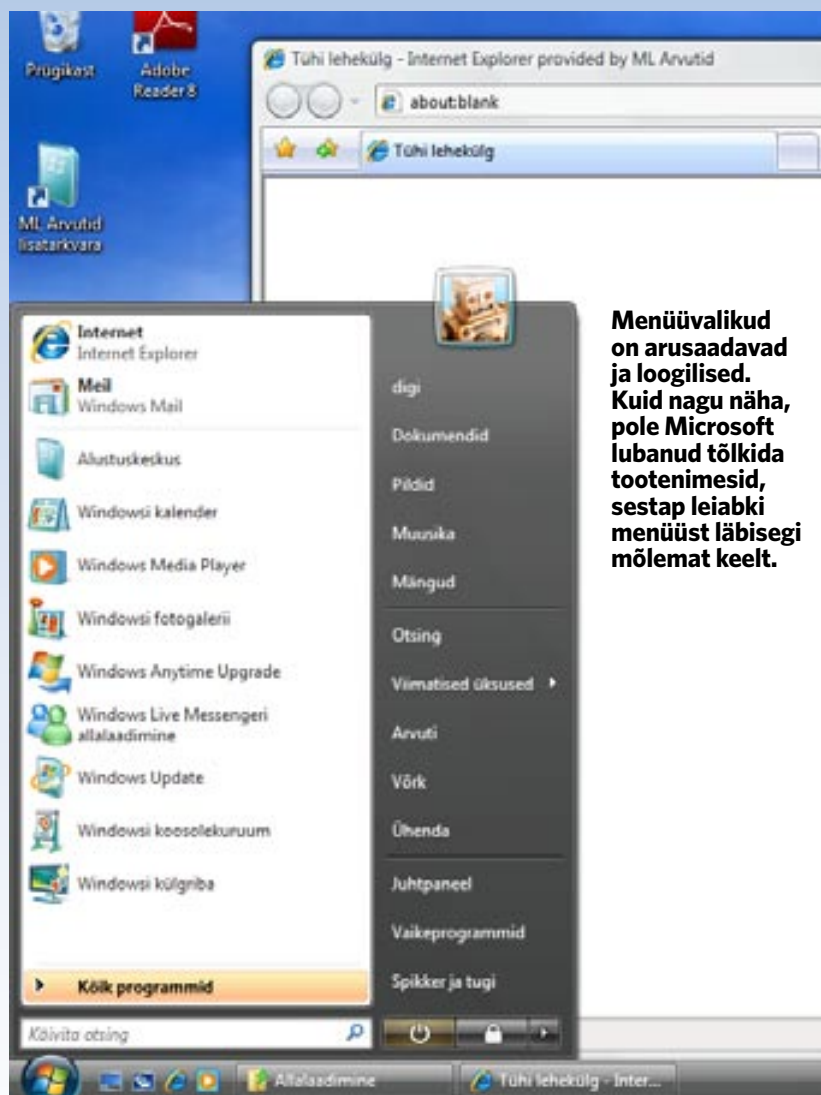 Prügikast
Adobe
Reader 8
ML Arvutid
lisatarkvara
Tühi lehekülg - Internet Explorer provided by ML Arvutid
about:blank
Tühi lehekülg
Internet
Internet Explorer
Meil
Windows Mail
Alustuskeskus
Windowsi kalender
Windows Media Player
Windowsi fotogalerii
Windows Anytime Upgrade
Windows Live Messengeri
allalaadimine
Windows Update
Windowsi koosolekuruum
Windowsi külgriba
Kõik programmid
Käivita otsing
digi
Dokumendid
Pildid
Muusika
Mängud
Otsing
Viimatised üksused
Arvuti
Võrk
Ühenda
Juhtpaneel
Vaikeprogrammid
Spikker ja tugi
Menüüvalikud
on arusaadavad
ja loogilised.
Kuid nagu näha,
pole Microsoft
lubanud tõlkida
tootenimesid,
sestap leiabki
menüüst läbisegi
mõlemat keelt.
Allalaadimine
Tühi lehekülg - Inter...